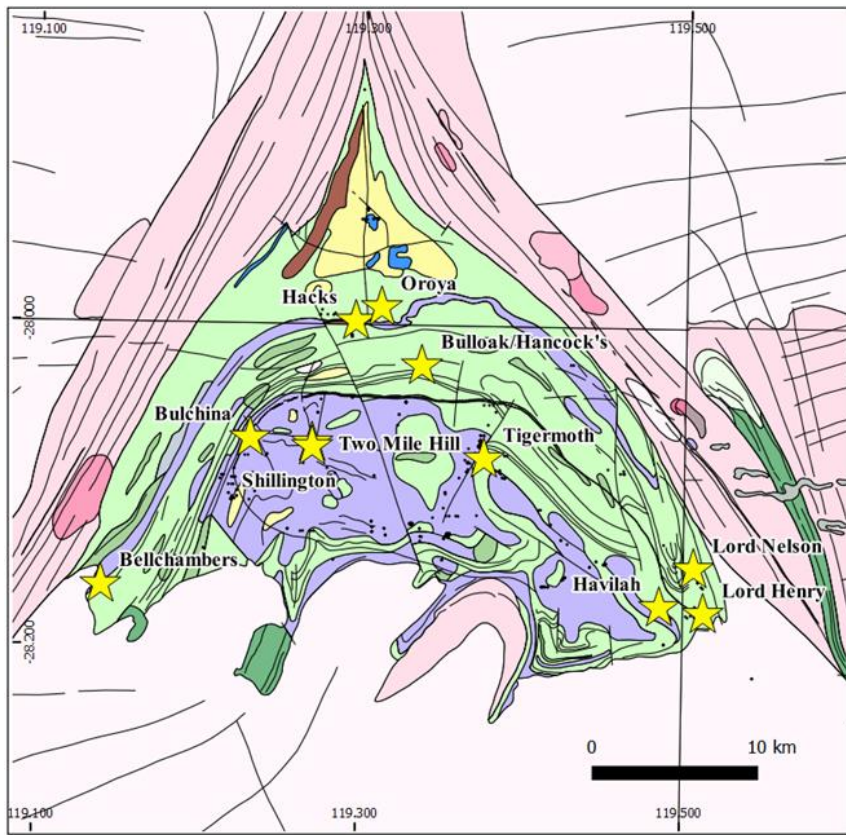 119.100
119.300
119.500
Oroya
Hacks
-28.000
Bulloak/Hancock's
Bulchina
Two Mile Hill
Tigermoth
Shillington
Lord Nelson
Bellchambers
Havilah
Lord Henry
-28.200
0 10 km
119.100
119.300
119.500